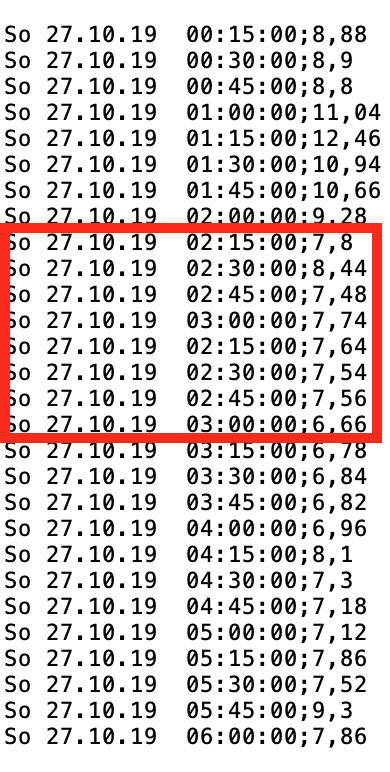 So 27.10.19  00:15:00;8,88
So 27.10.19  00:30:00;8,9
So 27.10.19  00:45:00;8,8
So 27.10.19  01:00:00;11,04
So 27.10.19  01:15:00;12,46
So 27.10.19  01:30:00;10,94
So 27.10.19  01:45:00;10,66
So 27.10.19  02:00:00;9,28
So 27.10.19  02:15:00;7,8
So 27.10.19  02:30:00;8,44
So 27.10.19  02:45:00;7,48
So 27.10.19  03:00:00;7,74
So 27.10.19  02:15:00;7,64
So 27.10.19  02:30:00;7,54
So 27.10.19  02:45:00;7,56
So 27.10.19  03:00:00;6,66
So 27.10.19  03:15:00;6,78
So 27.10.19  03:30:00;6,84
So 27.10.19  03:45:00;6,82
So 27.10.19  04:00:00;6,96
So 27.10.19  04:15:00;8,1
So 27.10.19  04:30:00;7,3
So 27.10.19  04:45:00;7,18
So 27.10.19  05:00:00;7,12
So 27.10.19  05:15:00;7,86
So 27.10.19  05:30:00;7,52
So 27.10.19  05:45:00;9,3
So 27.10.19  06:00:00;7,86